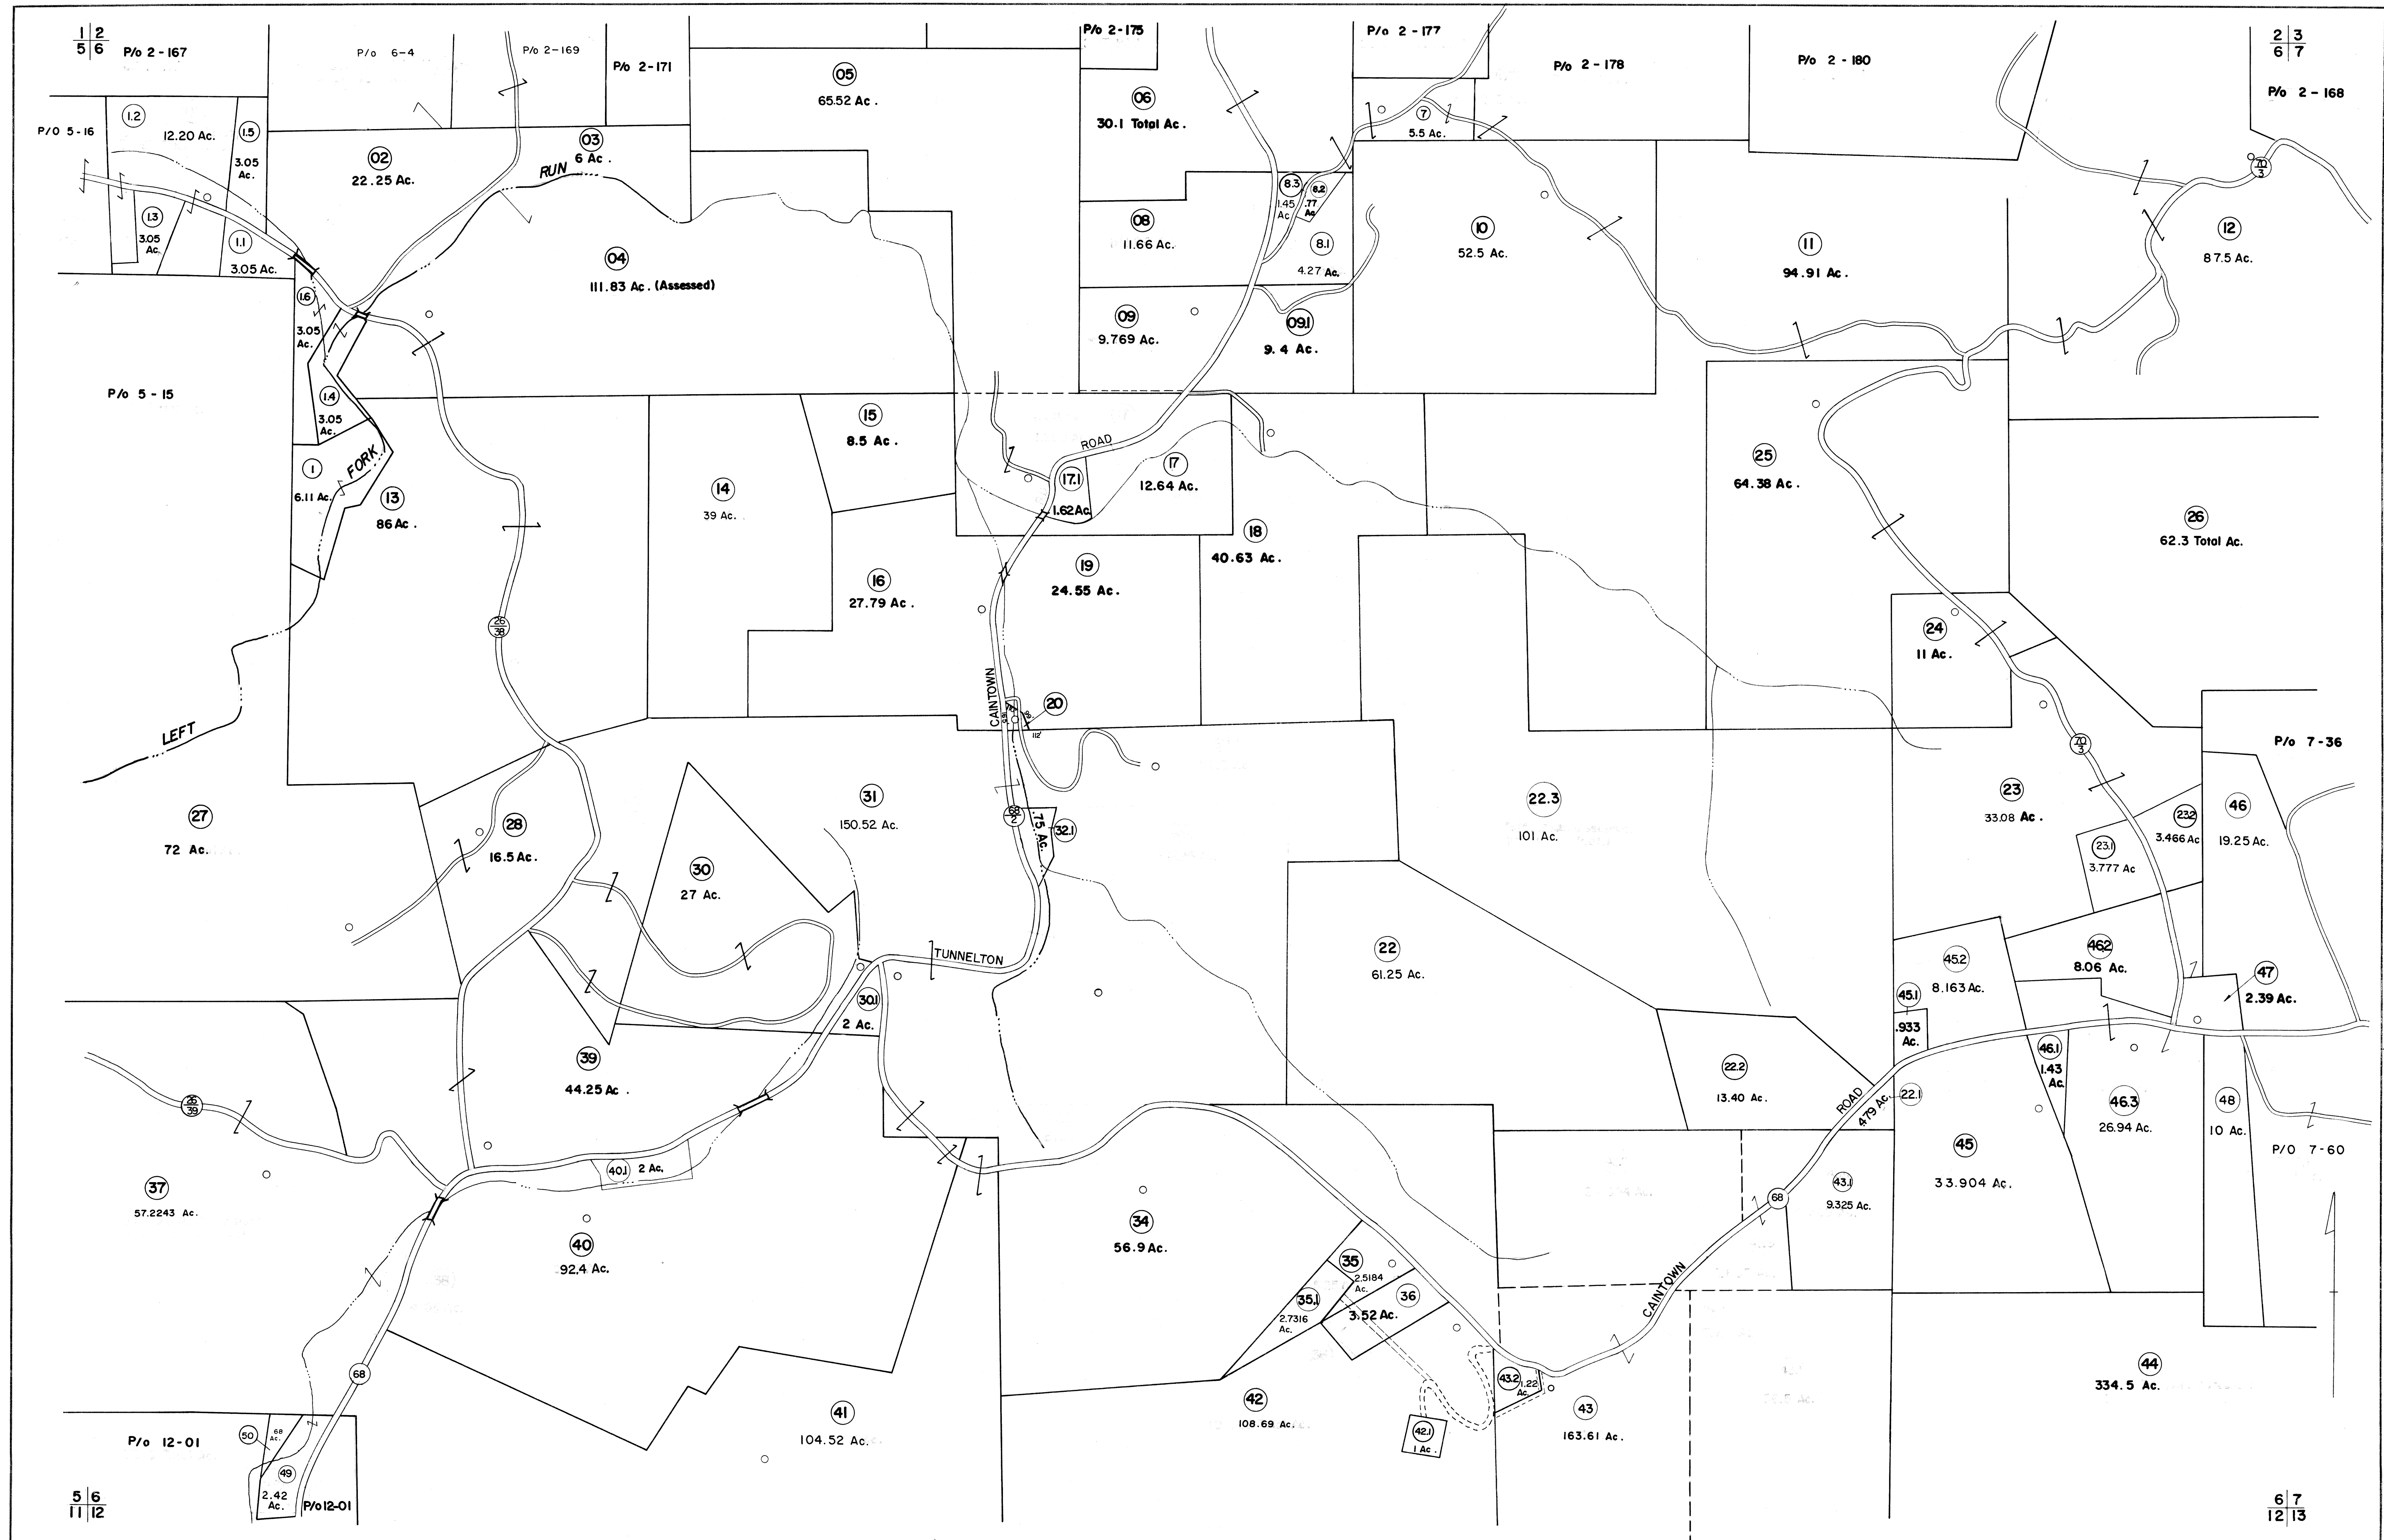 1 2
5 6
P/o 2-167
P/o 6-4
P/o 2-169
P/o 2-171
P/o 2-175
P/o 2-177
P/o 2-178
P/o 2-180
2 3
6 7
P/o 2-168
P/O 5-16
1.2
12.20 Ac.
1.5
3.05
Ac.
02
22.25 Ac.
03
6 Ac.
RUN
05
65.52 Ac.
06
30.1 Total Ac.
7
5.5 Ac.
70
3
1.3
3.05
Ac.
1.1
3.05 Ac.
04
111.83 Ac. (Assessed)
08
11.66 Ac.
8.3
1.45
Ac
8.2
.77
Ac
8.1
4.27 Ac.
10
52.5 Ac.
11
94.91 Ac.
12
87.5 Ac.
1.6
3.05
Ac.
09
9.769 Ac.
09.1
9.4 Ac.
P/o 5-15
1.4
3.05
Ac.
1
6.11 Ac.
FORK
13
86 Ac.
14
39 Ac.
15
8.5 Ac.
ROAD
17.1
1.62 Ac.
17
12.64 Ac.
18
40.63 Ac.
25
64.38 Ac.
26
62.3 Total Ac.
16
27.79 Ac.
19
24.55 Ac.
26
38
24
11 Ac.
LEFT
CAINTOWN
20
112'
70
3
P/o 7-36
27
72 Ac.
28
16.5 Ac.
31
150.52 Ac.
30
27 Ac.
68
2
.75 Ac.
32.1
22.3
101 Ac.
23
33.08 Ac.
23.2
3.466 Ac
23.1
3.777 Ac
46
19.25 Ac.
TUNNELTON
22
61.25 Ac.
45.2
8.163 Ac.
46.2
8.06 Ac.
47
2.39 Ac.
30.1
2 Ac.
45.1
.933
Ac.
39
44.25 Ac.
26
39
22.2
13.40 Ac.
ROAD
.479 Ac.
22.1
46.1
1.43
Ac.
46.3
26.94 Ac.
48
10 Ac.
P/O 7-60
40.1
2 Ac.
37
57.2243 Ac.
40
92.4 Ac.
34
56.9 Ac.
68
43.1
9.325 Ac.
45
33.904 Ac.
35
2.5184
Ac.
35.1
2.7316
Ac.
36
3.52 Ac.
CAINTOWN
68
41
104.52 Ac.
42
108.69 Ac.
42.1
1 Ac.
43.2
1.22
Ac.
43
163.61 Ac.
44
334.5 Ac.
P/o 12-01
50
.68
Ac.
49
2.42
Ac.
P/o 12-01
5 6
11 12
6 7
12 13